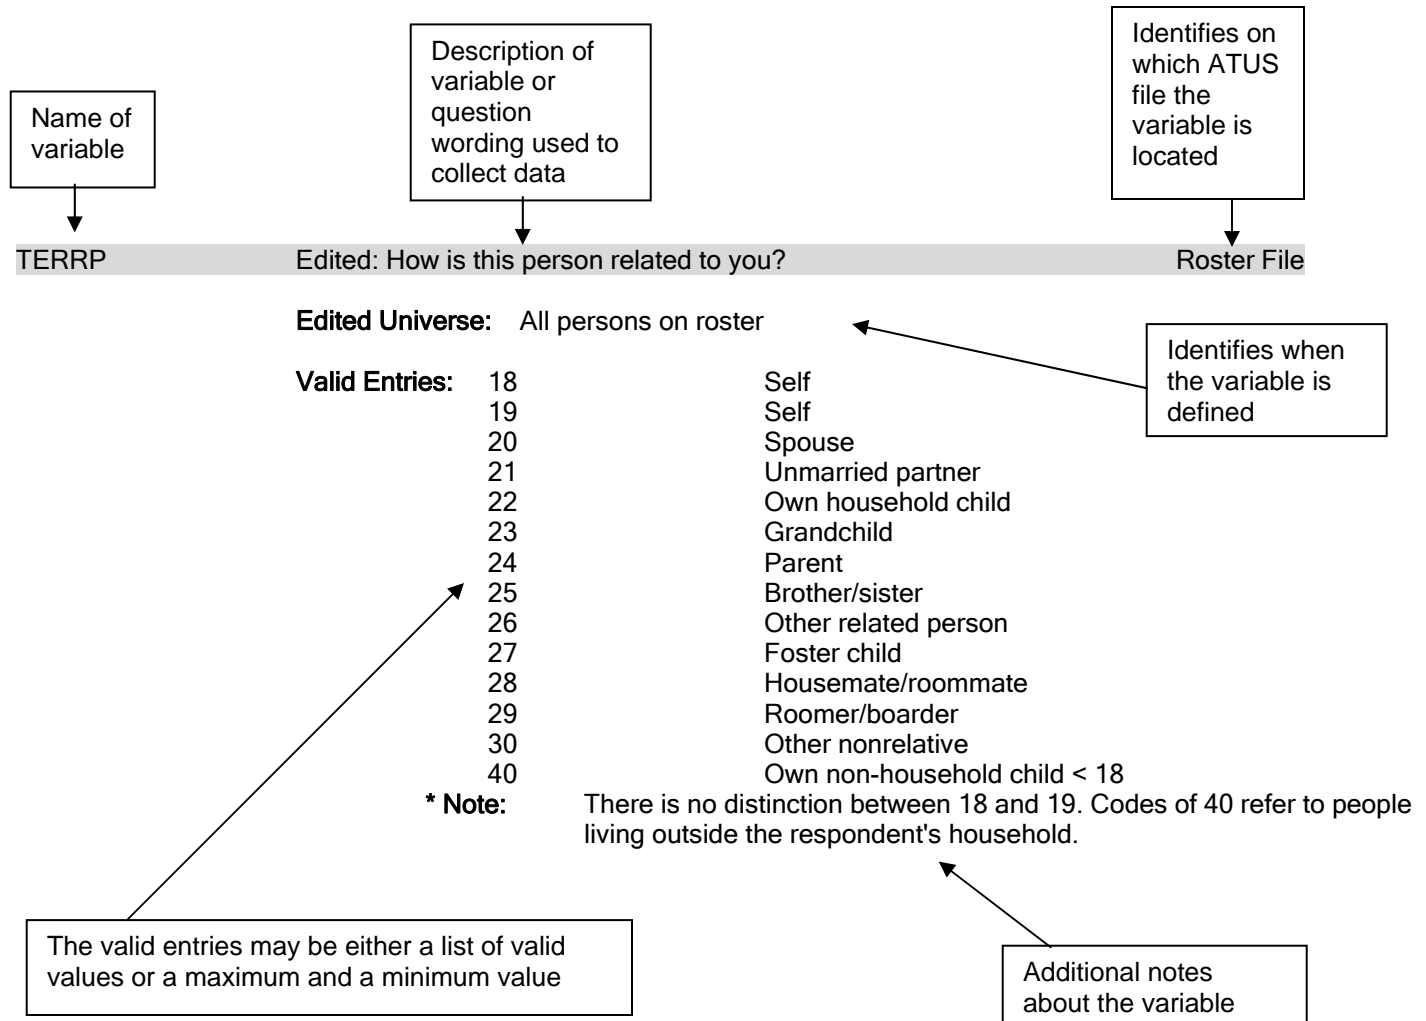 Name of
variable
Description of
variable or
question
wording used to
collect data
Identifies on
which ATUS
file the
variable is
located
TERRP Edited: How is this person related to you? Roster File
Edited Universe: All persons on roster
Identifies when
the variable is
defined
Valid Entries: 18 Self
19 Self
20 Spouse
21 Unmarried partner
22 Own household child
23 Grandchild
24 Parent
25 Brother/sister
26 Other related person
27 Foster child
28 Housemate/roommate
29 Roomer/boarder
30 Other nonrelative
40 Own non-household child < 18
* Note: There is no distinction between 18 and 19. Codes of 40 refer to people
living outside the respondent's household.
The valid entries may be either a list of valid
values or a maximum and a minimum value
Additional notes
about the variable